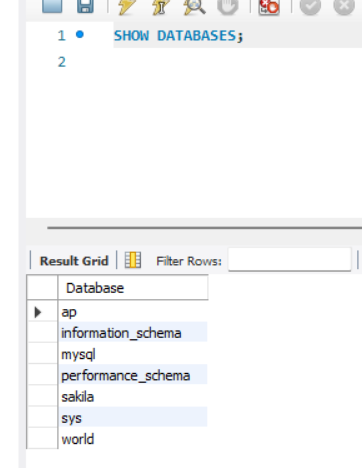 1 SHOW DATABASES;
2
Result Grid Filter Rows:
Database
ap
information_schema
mysql
performance_schema
sakila
sys
world